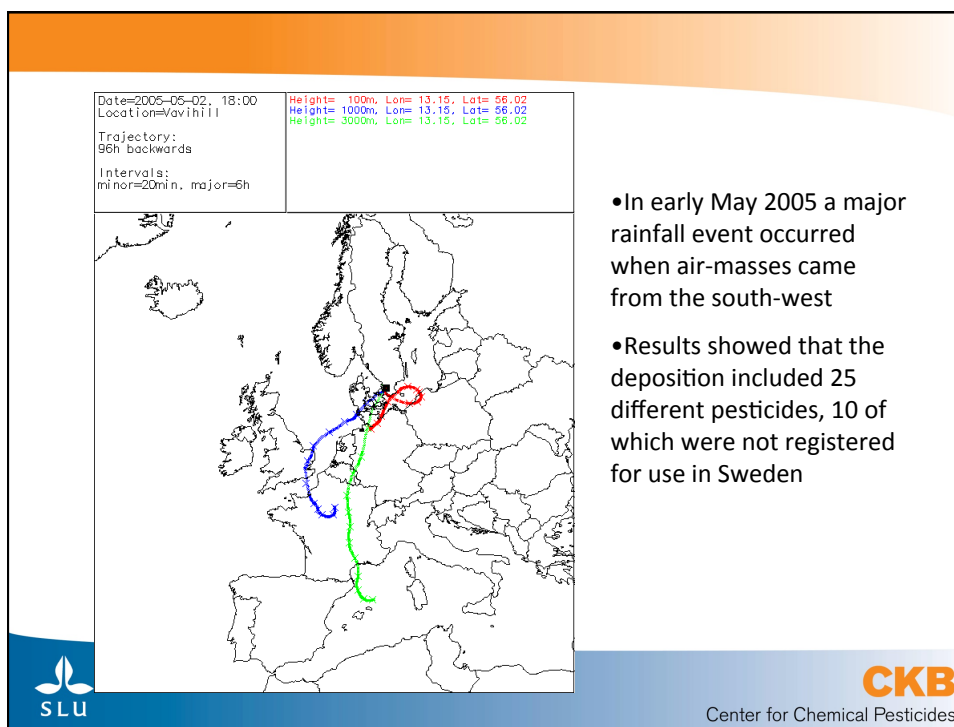 Date=2005-05-02, 18:00
Location=Vavihill
Trajectory:
96h backwards
Intervals:
minor=20min, major=6h
Height= 100m, Lon= 13.15, Lat= 56.02
Height= 1000m, Lon= 13.15, Lat= 56.02
Height= 3000m, Lon= 13.15, Lat= 56.02
•In early May 2005 a major
rainfall event occurred
when air-masses came
from the south-west
•Results showed that the
deposition included 25
different pesticides, 10 of
which were not registered
for use in Sweden
SLU
CKB
Center for Chemical Pesticides